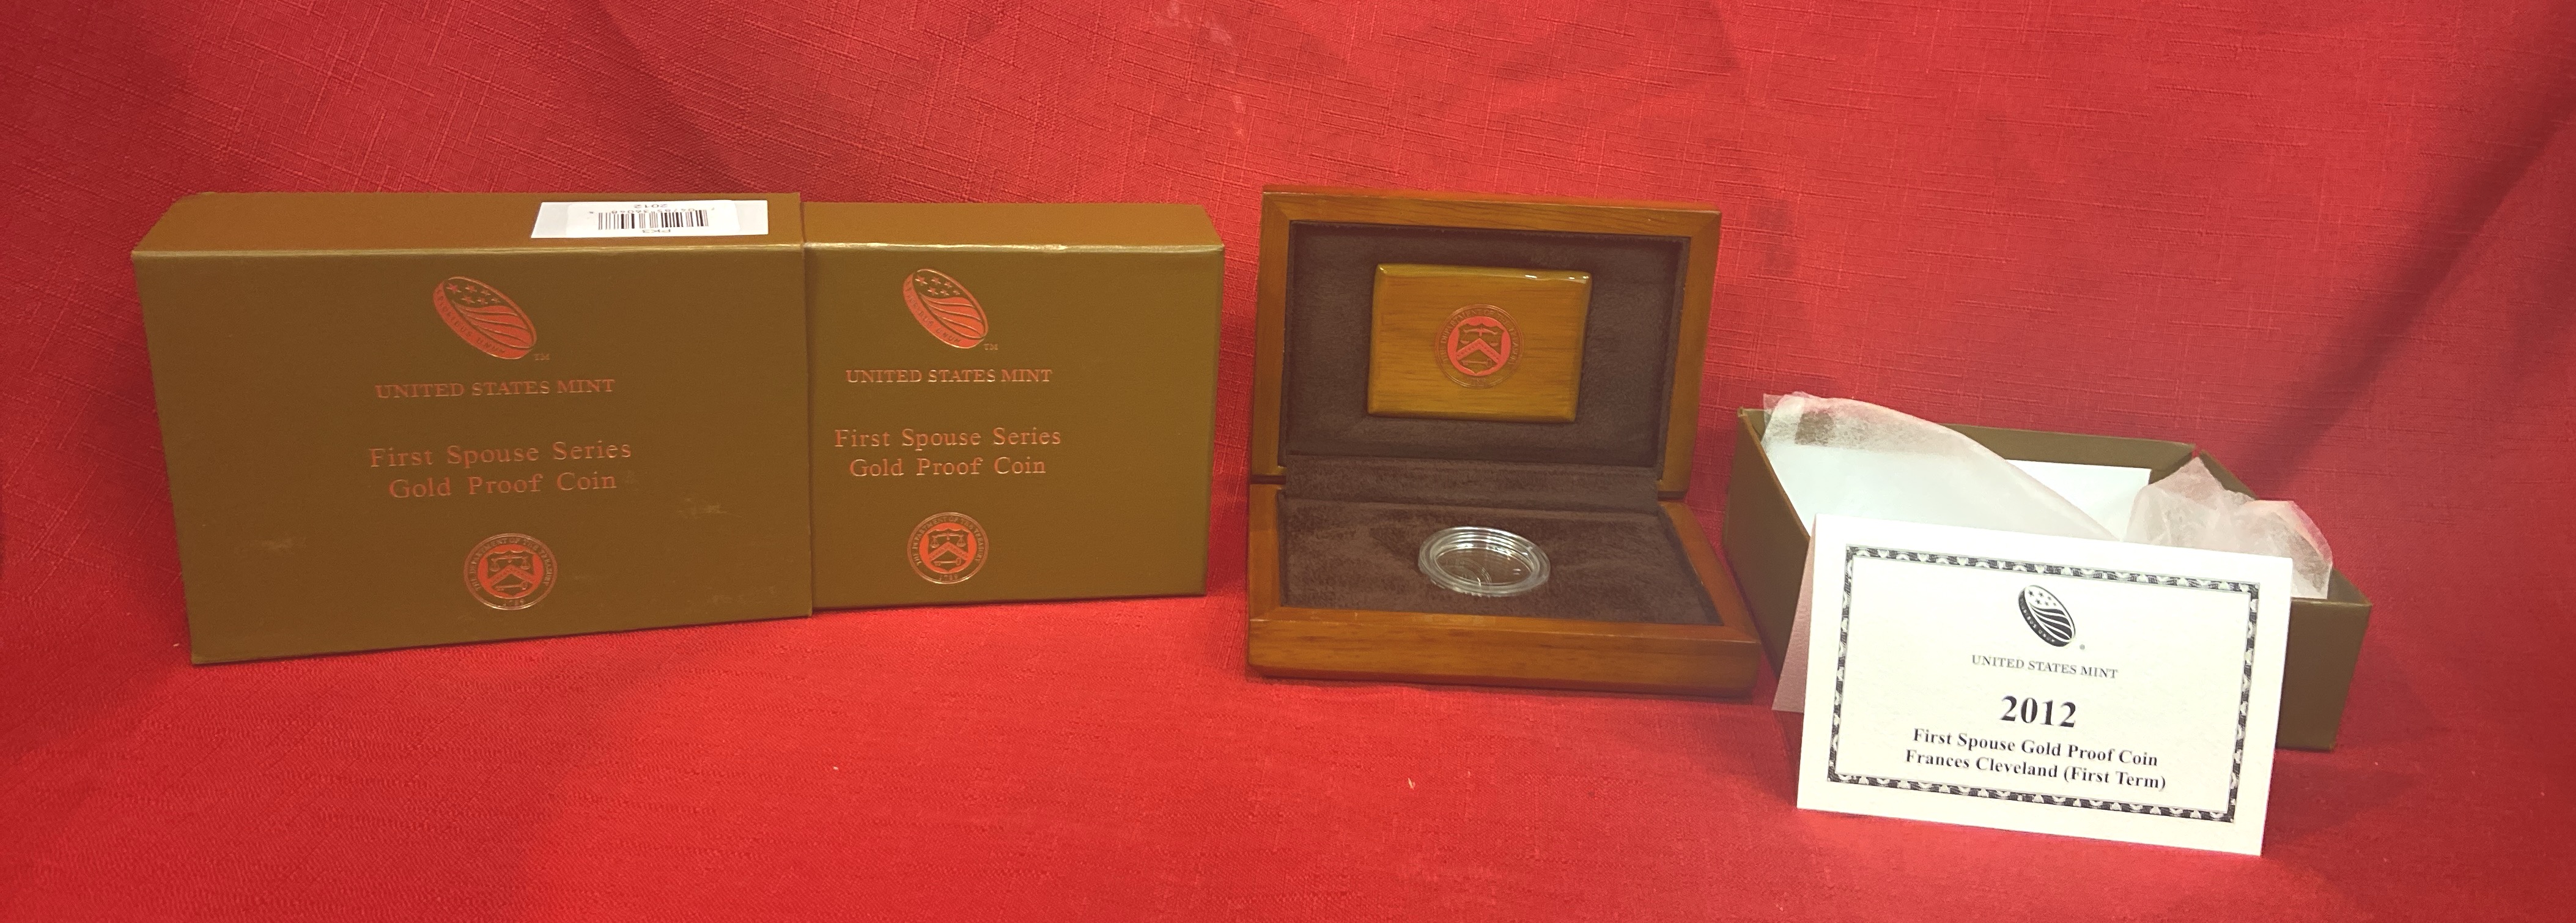 2012
UNITED STATES MINT
First Spouse Series
Gold Proof Coin
UNITED STATES MINT
First Spouse Series
Gold Proof Coin
UNITED STATES MINT
2012
First Spouse Gold Proof Coin
Frances Cleveland (First Term)